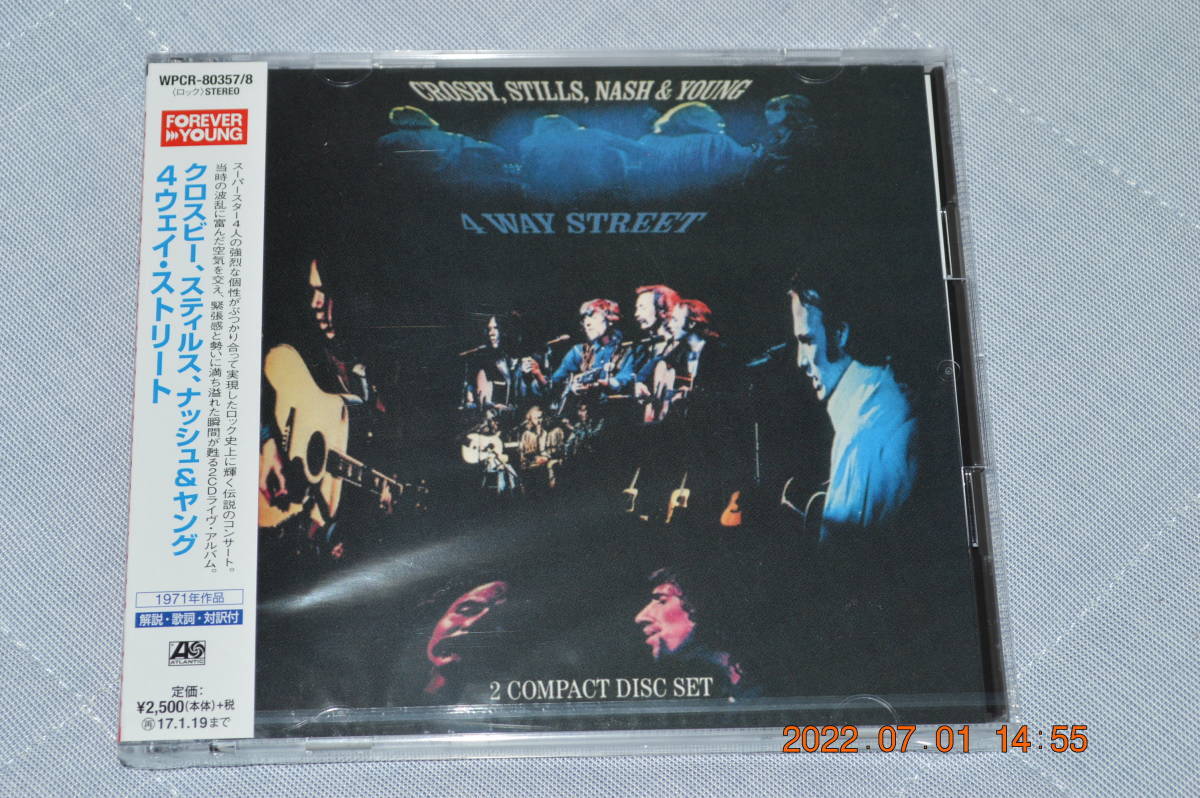 WPCR-80357/8
〈ロック〉STEREO
FOREVER
YOUNG
スーパースター4人の強烈な個性がぶつかり合って実現したロック史上に輝く伝説のコンサート。
当時の波乱に富んだ空気を交え、緊張感と勢いに満ち溢れた瞬間が甦る2CDライヴ・アルバム。
クロスビー、スティルス、ナッシュ&ヤング
4ウェイ・ストリート
1971年作品
解説・歌詞・対訳付
ATLANTIC
定価:
¥2,500(本体)+税
再17.1.19まで
CROSBY, STILLS, NASH & YOUNG
4 WAY STREET
2 COMPACT DISC SET
2022.07.01 14:55